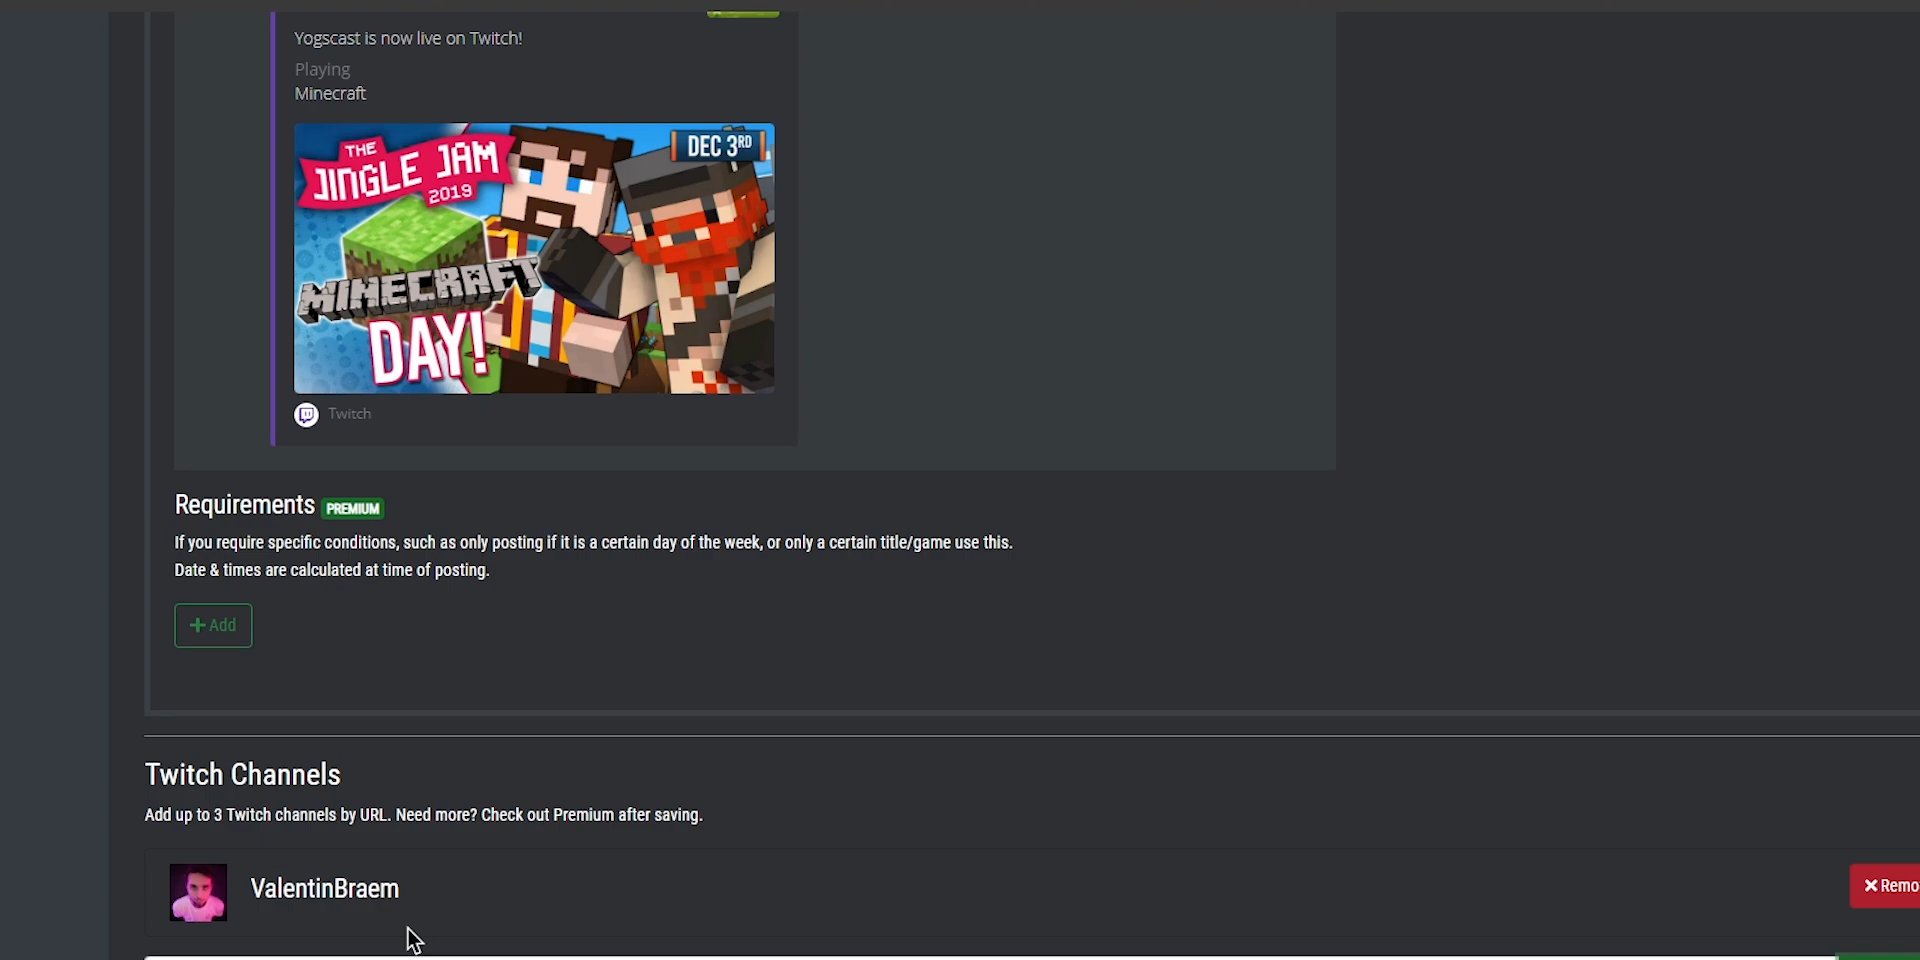 Yogscast is now live on Twitch!
Playing
Minecraft
THE
JINGLE JAM
2019
DEC 3RD
MINECRAFT
DAY!
Twitch
Requirements PREMIUM
If you require specific conditions, such as only posting if it is a certain day of the week, or only a certain title/game use this.
Date & times are calculated at time of posting.
+ Add
Twitch Channels
Add up to 3 Twitch channels by URL. Need more? Check out Premium after saving.
ValentinBraem
× Remo